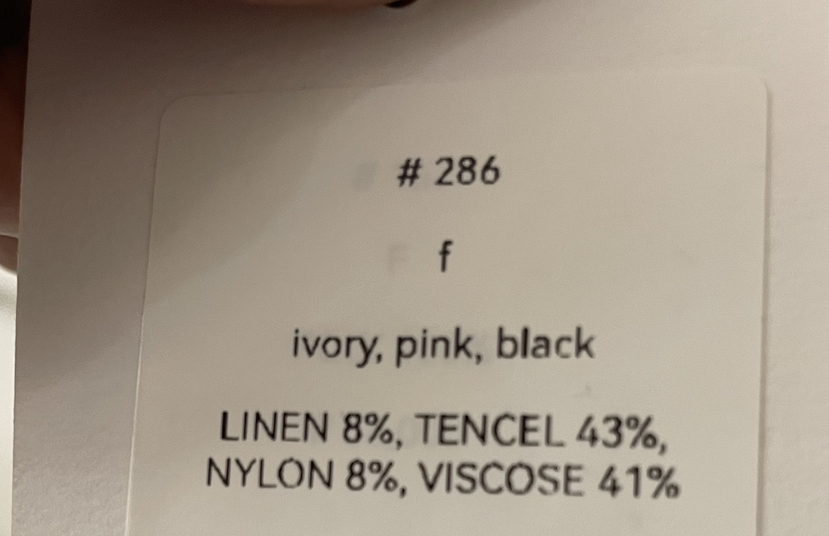 # 286
f
ivory, pink, black
LINEN 8%, TENCEL 43%,
NYLON 8%, VISCOSE 41%